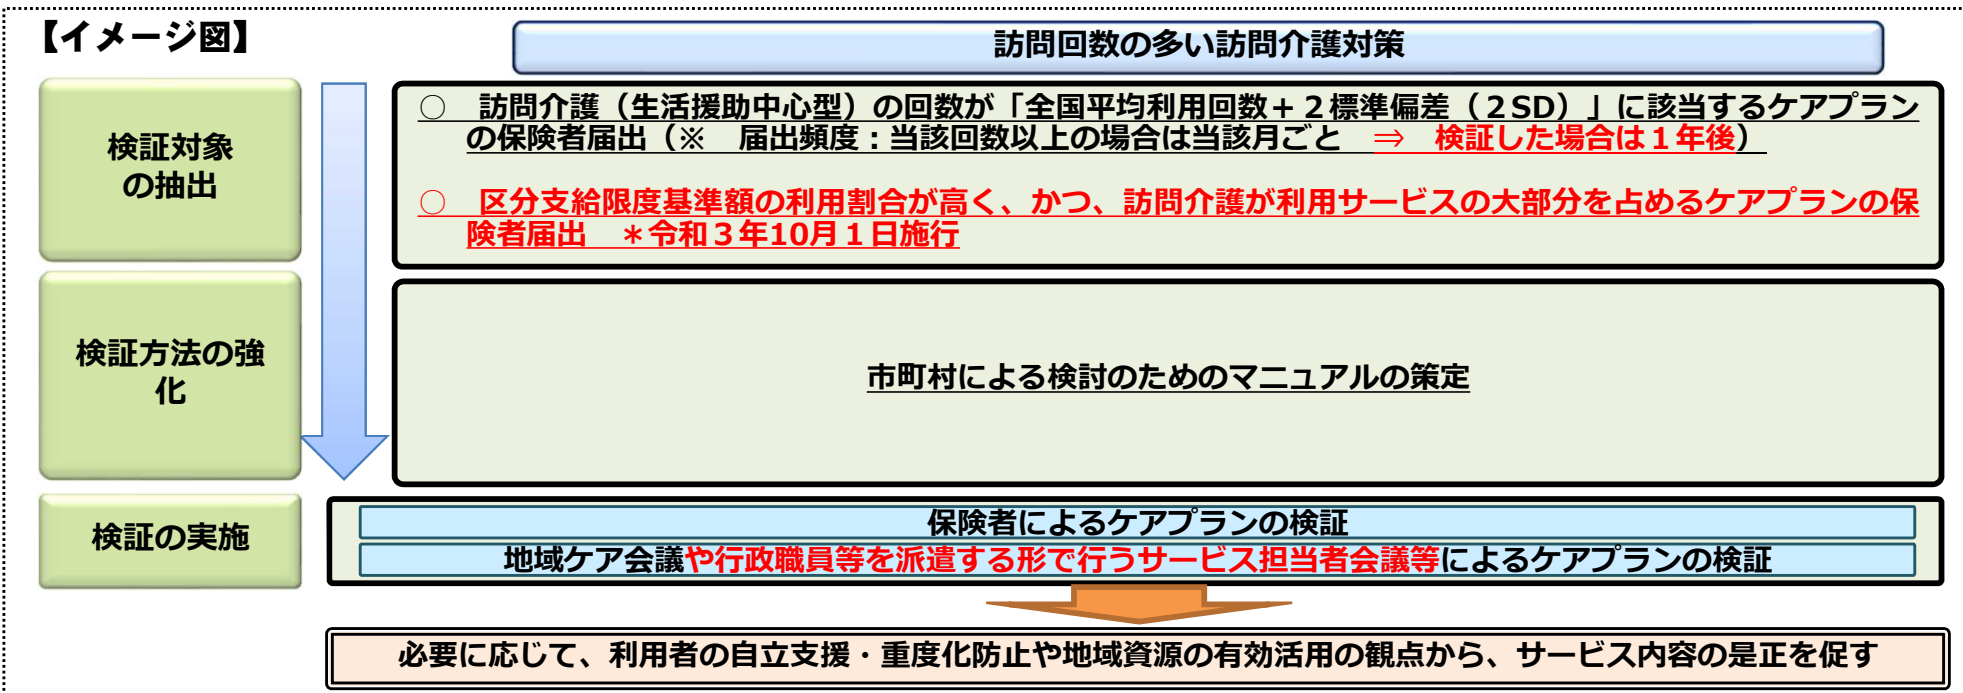 【イメージ図】
訪問回数の多い訪問介護対策
検証対象
の抽出
○ 訪問介護（生活援助中心型）の回数が「全国平均利用回数＋２標準偏差（２SD）」に該当するケアプラン
の保険者届出（※ 届出頻度：当該回数以上の場合は当該月ごと ⇒ 検証した場合は１年後）
○ 区分支給限度基準額の利用割合が高く、かつ、訪問介護が利用サービスの大部分を占めるケアプランの保
険者届出 ＊令和３年10月１日施行
検証方法の強
化
市町村による検討のためのマニュアルの策定
検証の実施
保険者によるケアプランの検証
地域ケア会議や行政職員等を派遣する形で行うサービス担当者会議等によるケアプランの検証
必要に応じて、利用者の自立支援・重度化防止や地域資源の有効活用の観点から、サービス内容の是正を促す